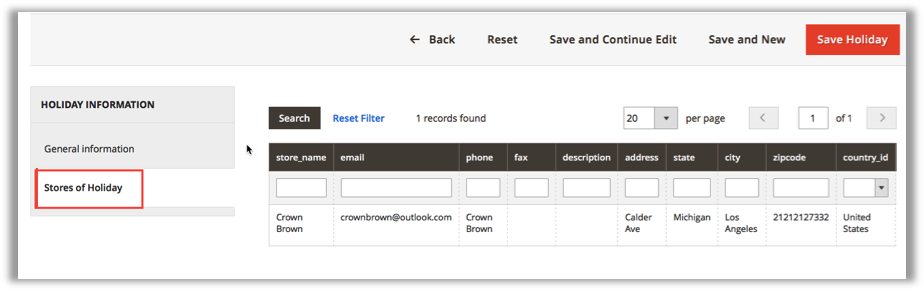 ← Back Reset Save and Continue Edit Save and New Save Holiday
HOLIDAY INFORMATION
General information
Stores of Holiday
Search Reset Filter 1 records found 20 per page 1 of 1
store_name email phone fax description address state city zipcode country_id
Crown Brown crownbrown@outlook.com Crown Brown Calder Ave Michigan Los Angeles 21212127332 United States